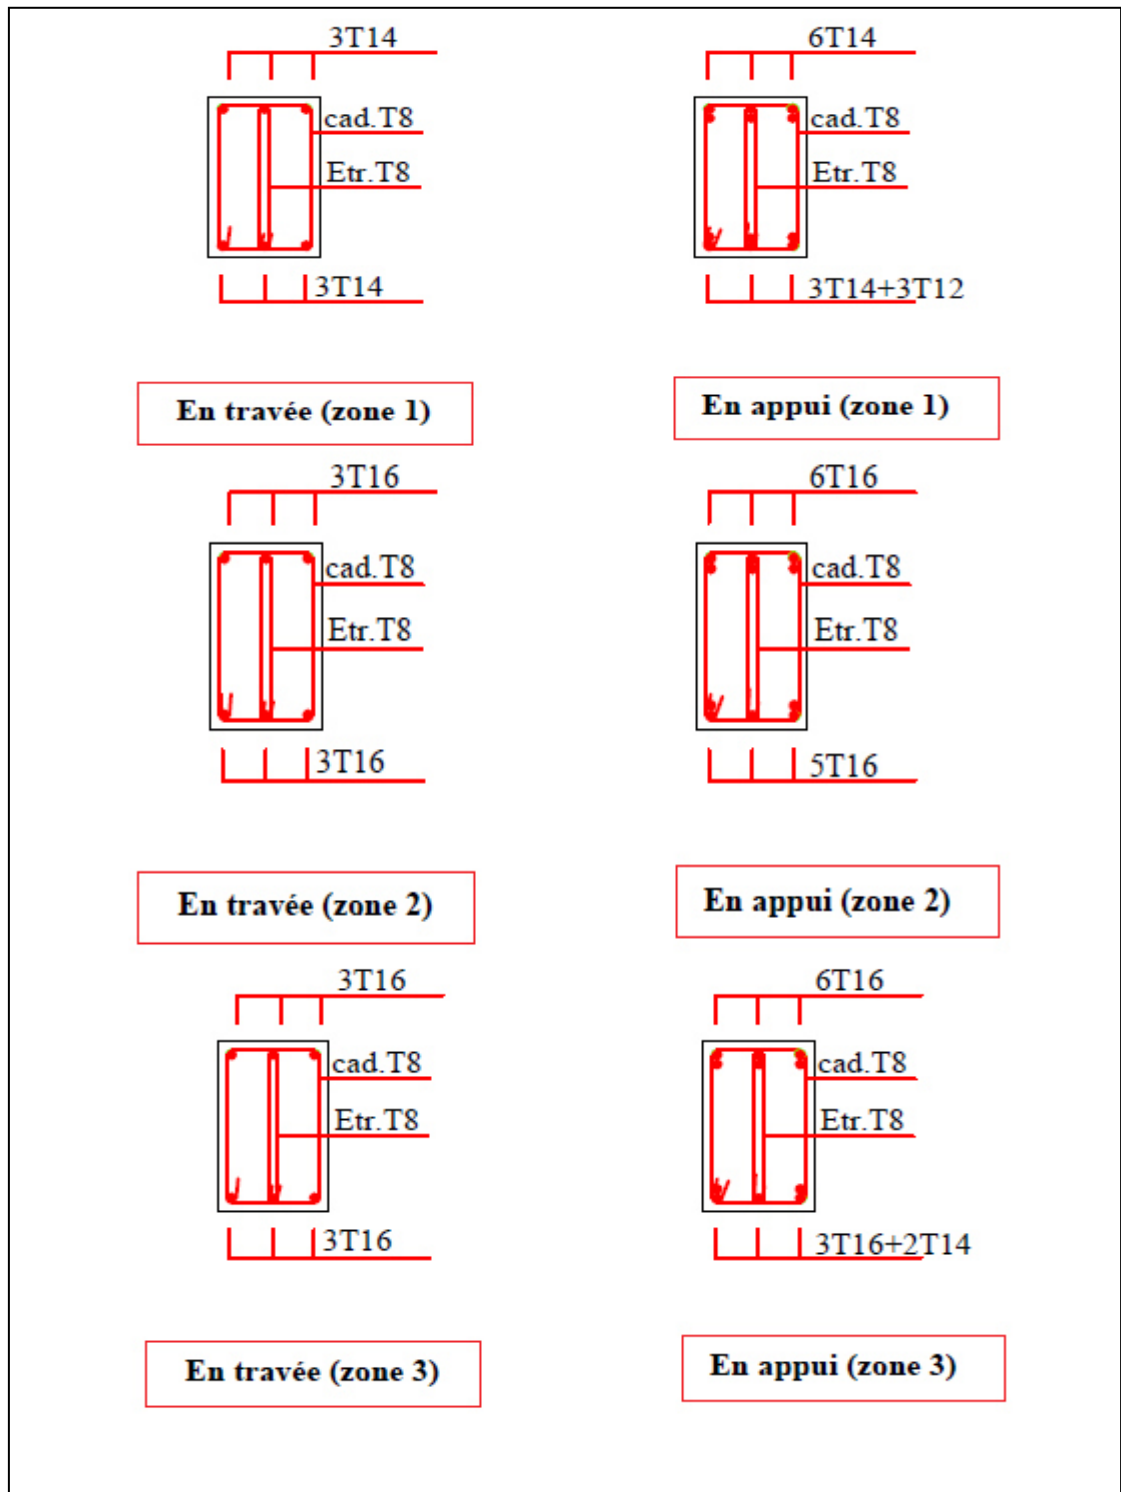 3T14
cad.T8
Etr.T8
3T14
En travée (zone 1)
6T14
cad.T8
Etr.T8
3T14+3T12
En appui (zone 1)
3T16
cad.T8
Etr.T8
3T16
En travée (zone 2)
6T16
cad.T8
Etr.T8
5T16
En appui (zone 2)
3T16
cad.T8
Etr.T8
3T16
En travée (zone 3)
6T16
cad.T8
Etr.T8
3T16+2T14
En appui (zone 3)